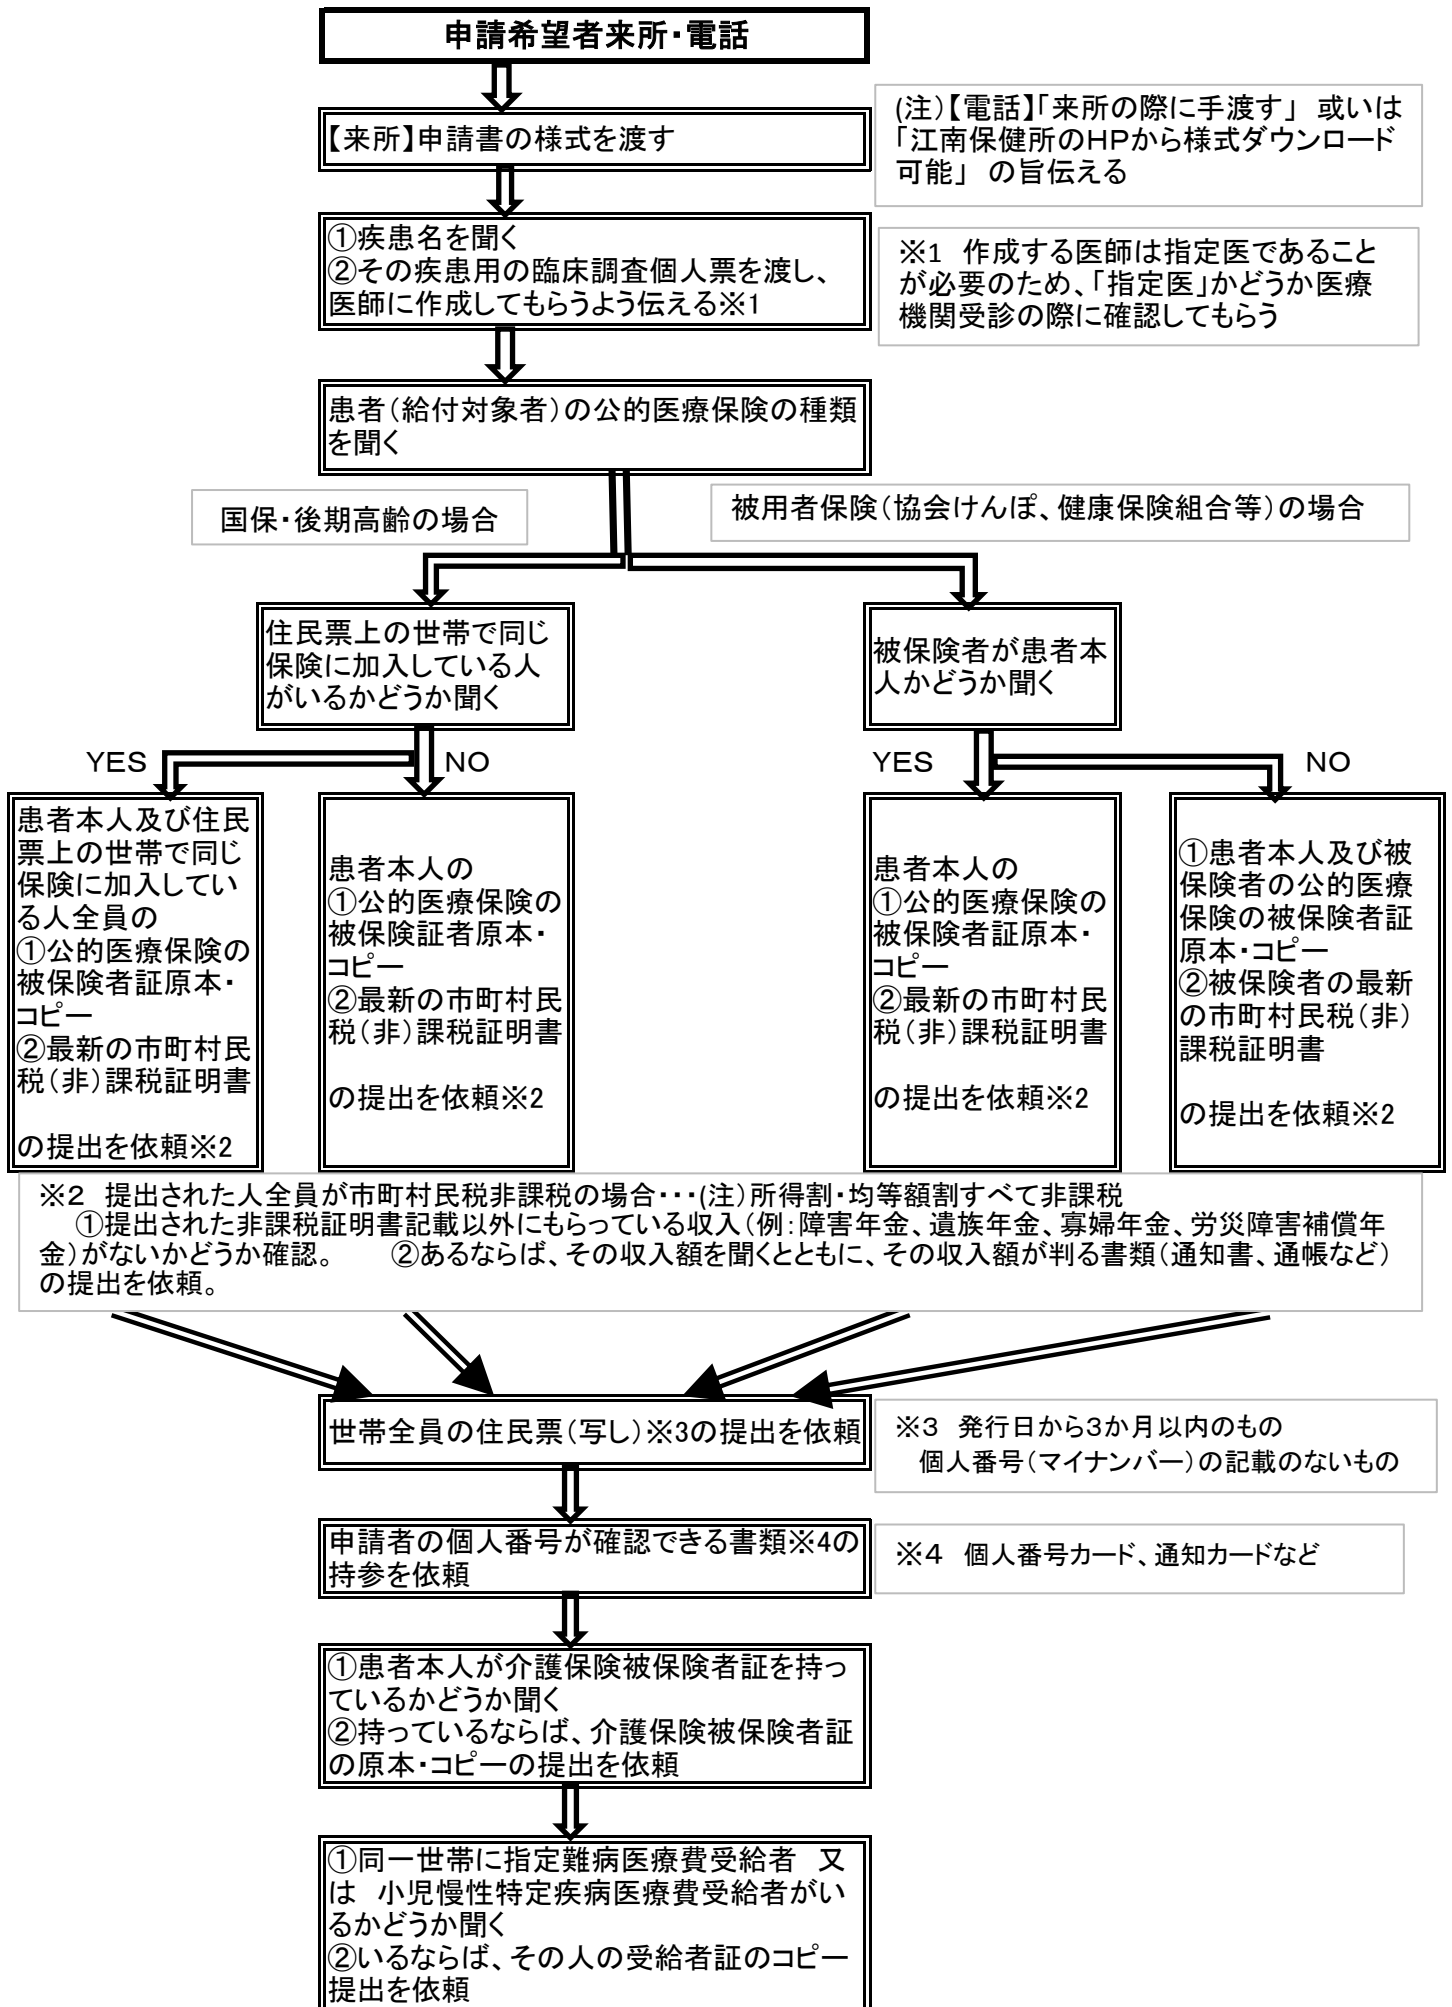 申請希望者来所・電話
【来所】申請書の様式を渡す
(注)【電話】「来所の際に手渡す」 或いは
「江南保健所のHPから様式ダウンロード
可能」 の旨伝える
①疾患名を聞く
②その疾患用の臨床調査個人票を渡し、
医師に作成してもらうよう伝える※1
※1 作成する医師は指定医であること
が必要のため、「指定医」かどうか医療
機関受診の際に確認してもらう
患者(給付対象者)の公的医療保険の種類
を聞く
国保・後期高齢の場合
被用者保険(協会けんぽ、健康保険組合等)の場合
住民票上の世帯で同じ
保険に加入している人
がいるかどうか聞く
被保険者が患者本
人かどうか聞く
YES
NO
YES
NO
患者本人及び住民
票上の世帯で同じ
保険に加入してい
る人全員の
①公的医療保険の
被保険者証原本・
コピー
②最新の市町村民
税(非)課税証明書
の提出を依頼※2
患者本人の
①公的医療保険の
被保険証者原本・
コピー
②最新の市町村民
税(非)課税証明書
の提出を依頼※2
患者本人の
①公的医療保険の
被保険者証原本・
コピー
②最新の市町村民
税(非)課税証明書
の提出を依頼※2
①患者本人及び被
保険者の公的医療
保険の被保険者証
原本・コピー
②被保険者の最新
の市町村民税(非)
課税証明書
の提出を依頼※2
※2 提出された人全員が市町村民税非課税の場合・・・(注)所得割・均等額割すべて非課税
①提出された非課税証明書記載以外にもらっている収入(例:障害年金、遺族年金、寡婦年金、労災障害補償年
金)がないかどうか確認。 ②あるならば、その収入額を聞くとともに、その収入額が判る書類(通知書、通帳など)
の提出を依頼。
世帯全員の住民票(写し)※3の提出を依頼
※3 発行日から3か月以内のもの
個人番号(マイナンバー)の記載のないもの
申請者の個人番号が確認できる書類※4の
持参を依頼
※4 個人番号カード、通知カードなど
①患者本人が介護保険被保険者証を持っ
ているかどうか聞く
②持っているならば、介護保険被保険者証
の原本・コピーの提出を依頼
①同一世帯に指定難病医療費受給者 又
は 小児慢性特定疾病医療費受給者がい
るかどうか聞く
②いるならば、その人の受給者証のコピー
提出を依頼